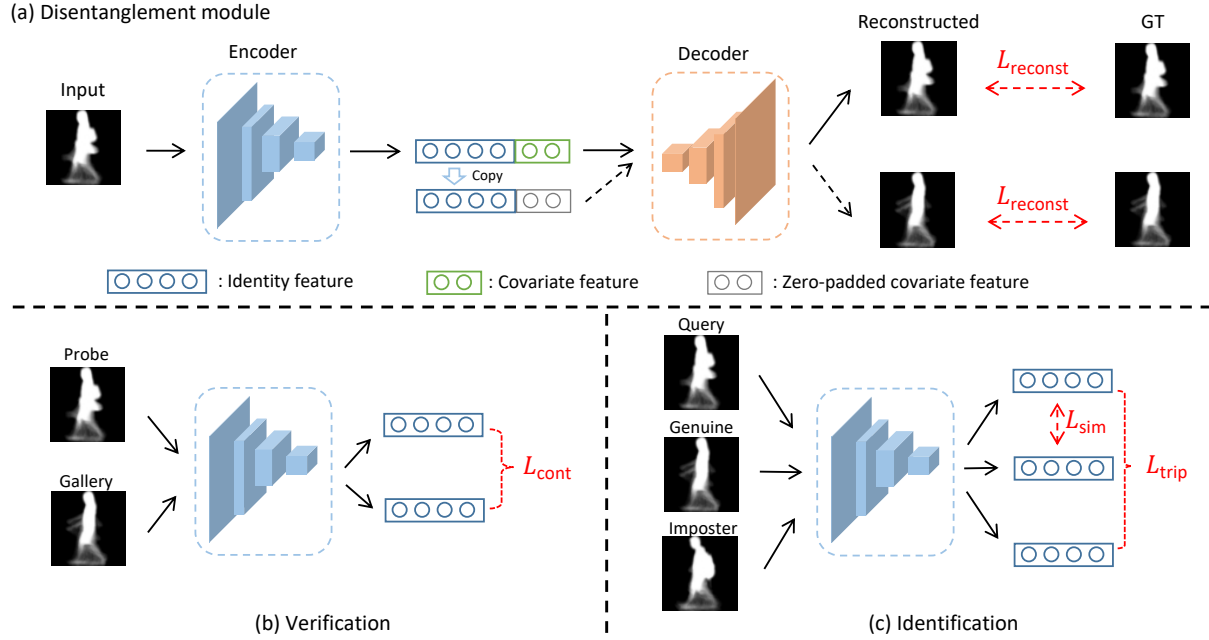 (a) Disentanglement module
Input
Encoder
Copy
Decoder
Reconstructed
GT
L_reconst
L_reconst
: Identity feature
: Covariate feature
: Zero-padded covariate feature
Probe
Gallery
L_cont
(b) Verification
Query
Genuine
Imposter
L_sim
L_trip
(c) Identification